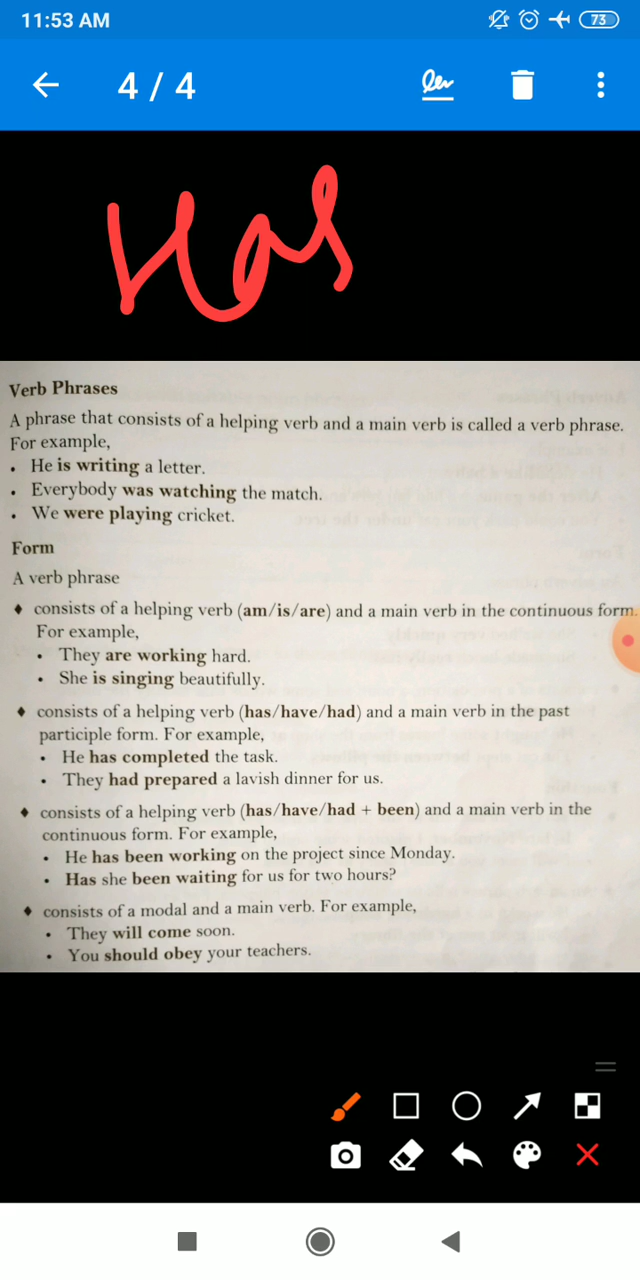 11:53 AM
73
4 / 4
Has
Verb Phrases
A phrase that consists of a helping verb and a main verb is called a verb phrase.
For example,
• He is writing a letter.
• Everybody was watching the match.
• We were playing cricket.
Form
A verb phrase
♦ consists of a helping verb (am/is/are) and a main verb in the continuous form.
For example,
• They are working hard.
• She is singing beautifully.
♦ consists of a helping verb (has/have/had) and a main verb in the past
participle form. For example,
• He has completed the task.
• They had prepared a lavish dinner for us.
♦ consists of a helping verb (has/have/had + been) and a main verb in the
continuous form. For example,
• He has been working on the project since Monday.
• Has she been waiting for us for two hours?
♦ consists of a modal and a main verb. For example,
• They will come soon.
• You should obey your teachers.